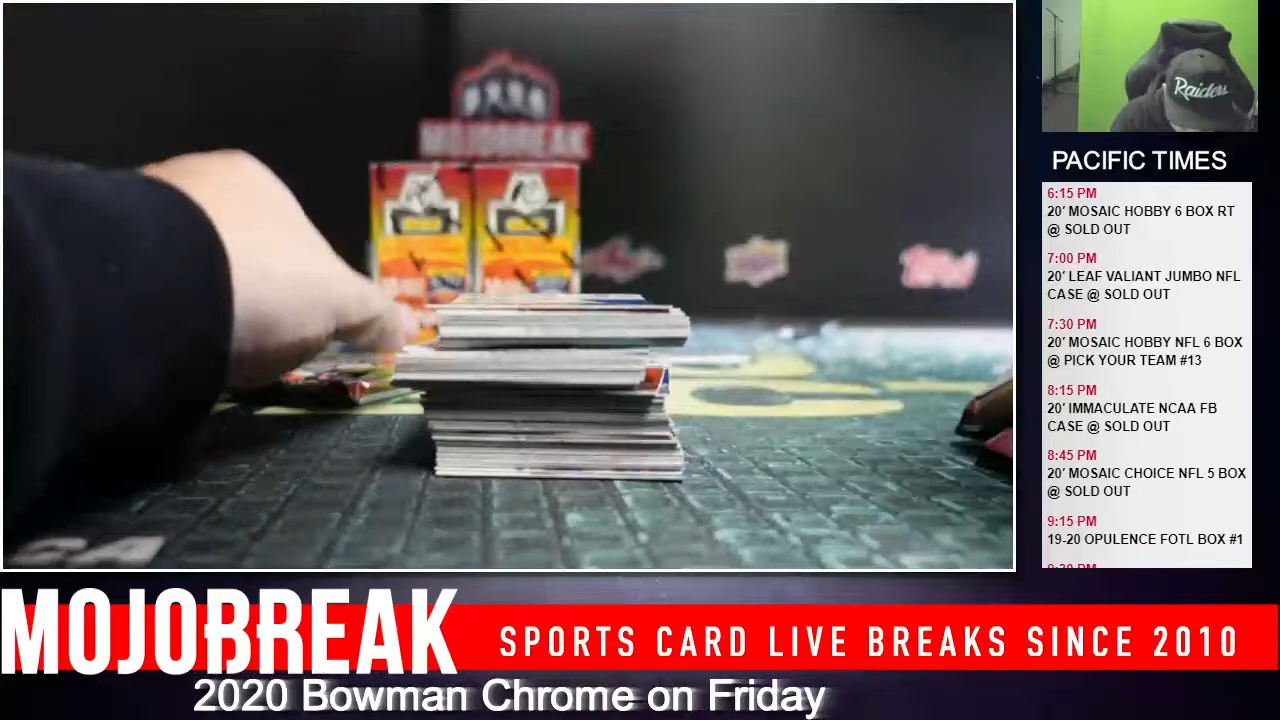 MOJOBREAK
Raiders
PACIFIC TIMES
6:15 PM
20' MOSAIC HOBBY 6 BOX RT
@ SOLD OUT
7:00 PM
20' LEAF VALIANT JUMBO NFL
CASE @ SOLD OUT
7:30 PM
20' MOSAIC HOBBY NFL 6 BOX
@ PICK YOUR TEAM #13
8:15 PM
20' IMMACULATE NCAA FB
CASE @ SOLD OUT
8:45 PM
20' MOSAIC CHOICE NFL 5 BOX
@ SOLD OUT
9:15 PM
19-20 OPULENCE FOTL BOX #1
9:30 PM
Topps
MOJOBREAK
SPORTS CARD LIVE BREAKS SINCE 2010
2020 Bowman Chrome on Friday